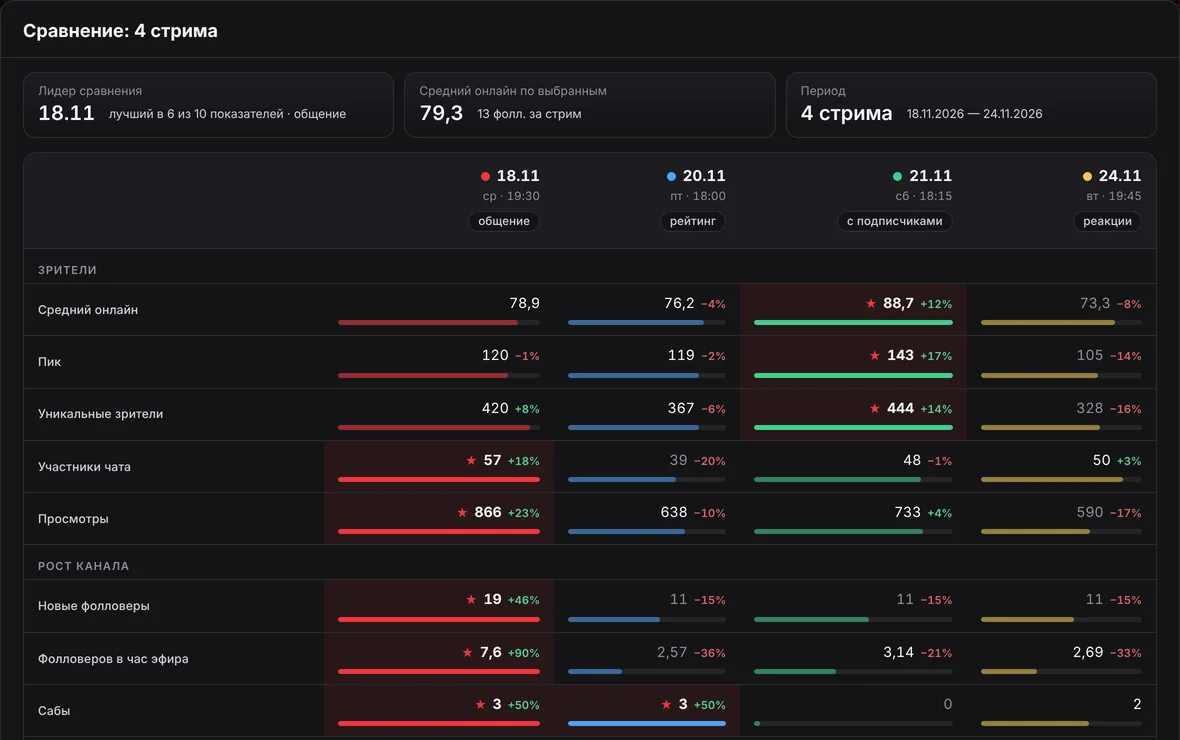 Сравнение: 4 стрима
Лидер сравнения
18.11 лучший в 6 из 10 показателей · общение
Средний онлайн по выбранным
79,3 13 фолл. за стрим
Период
4 стрима 18.11.2026 — 24.11.2026
18.11 20.11 21.11 24.11
ср · 19:30 пт · 18:00 сб · 18:15 вт · 19:45
общение рейтинг с подписчиками реакции
ЗРИТЕЛИ
Средний онлайн 78,9 76,2 −4% ★ 88,7 +12% 73,3 −8%
Пик 120 −1% 119 −2% ★ 143 +17% 105 −14%
Уникальные зрители 420 +8% 367 −6% ★ 444 +14% 328 −16%
Участники чата ★ 57 +18% 39 −20% 48 −1% 50 +3%
Просмотры ★ 866 +23% 638 −10% 733 +4% 590 −17%
РОСТ КАНАЛА
Новые фолловеры ★ 19 +46% 11 −15% 11 −15% 11 −15%
Фолловеров в час эфира ★ 7,6 +90% 2,57 −36% 3,14 −21% 2,69 −33%
Сабы ★ 3 +50% ★ 3 +50% 0 2